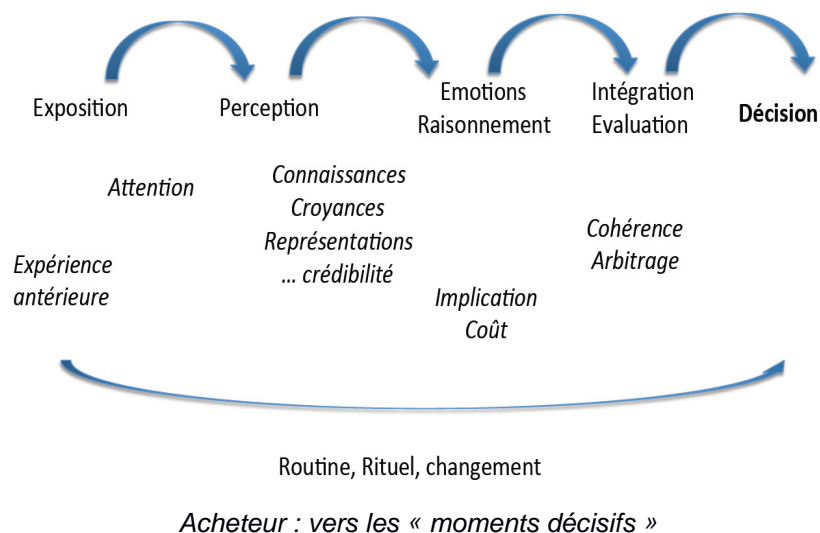 Exposition
Perception
Emotions
Raisonnement
Intégration
Evaluation
Décision
Attention
Connaissances
Croyances
Représentations
... crédibilité
Expérience
antérieure
Cohérence
Arbitrage
Implication
Coût
Routine, Rituel, changement
Acheteur : vers les « moments décisifs »